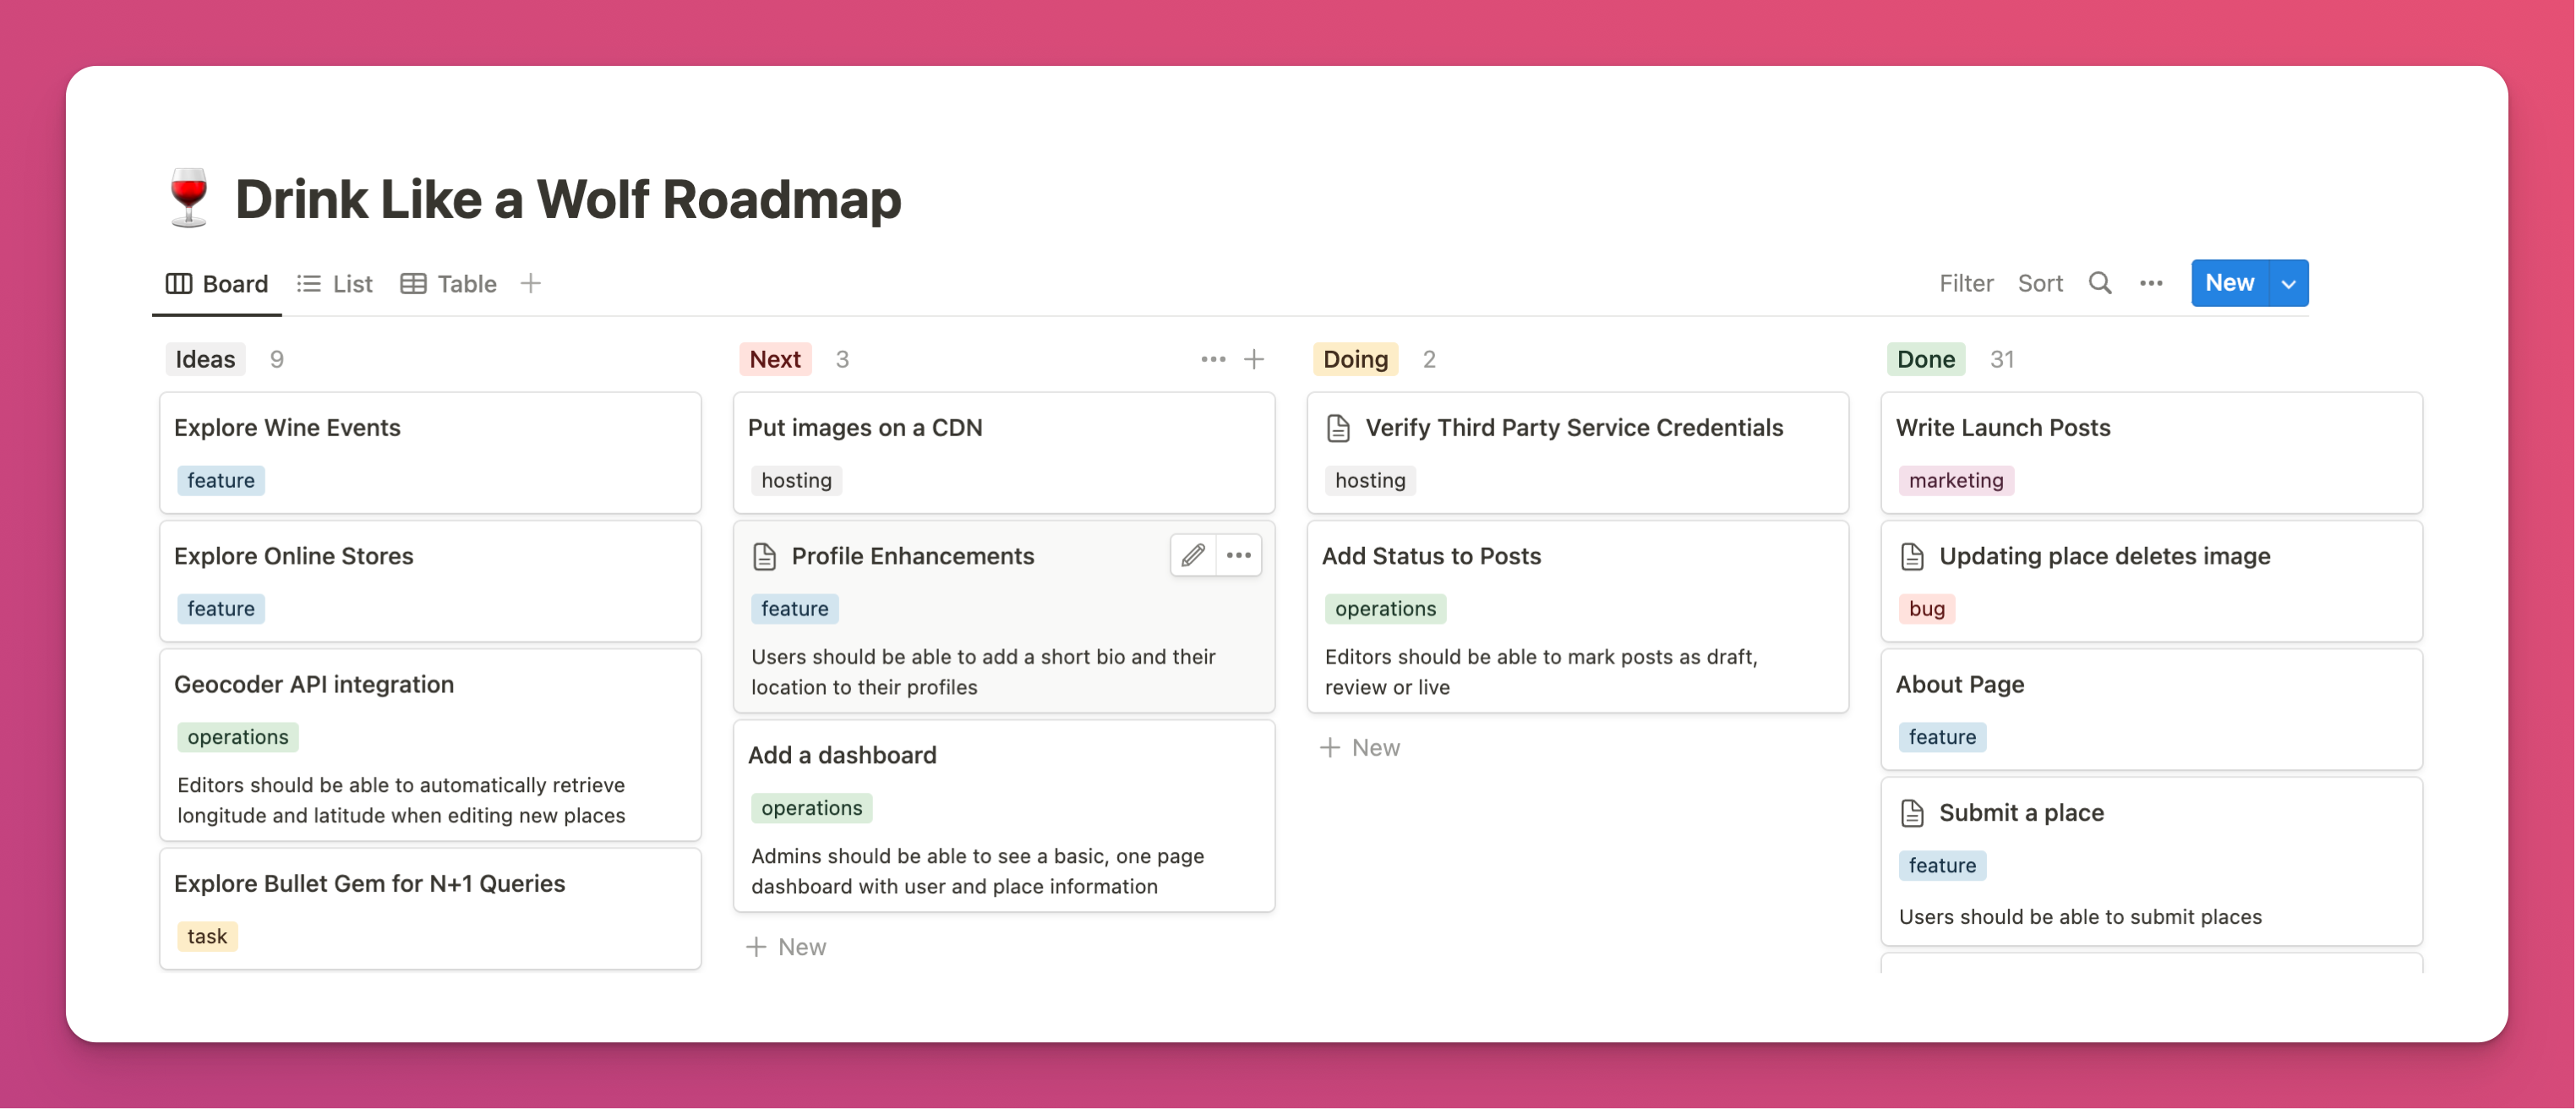 Drink Like a Wolf Roadmap
Board List Table
Filter Sort New
Ideas 9
Explore Wine Events
feature
Explore Online Stores
feature
Geocoder API integration
operations
Editors should be able to automatically retrieve
longitude and latitude when editing new places
Explore Bullet Gem for N+1 Queries
task
Next 3
Put images on a CDN
hosting
Profile Enhancements
feature
Users should be able to add a short bio and their
location to their profiles
Add a dashboard
operations
Admins should be able to see a basic, one page
dashboard with user and place information
+ New
Doing 2
Verify Third Party Service Credentials
hosting
Add Status to Posts
operations
Editors should be able to mark posts as draft,
review or live
+ New
Done 31
Write Launch Posts
marketing
Updating place deletes image
bug
About Page
feature
Submit a place
feature
Users should be able to submit places